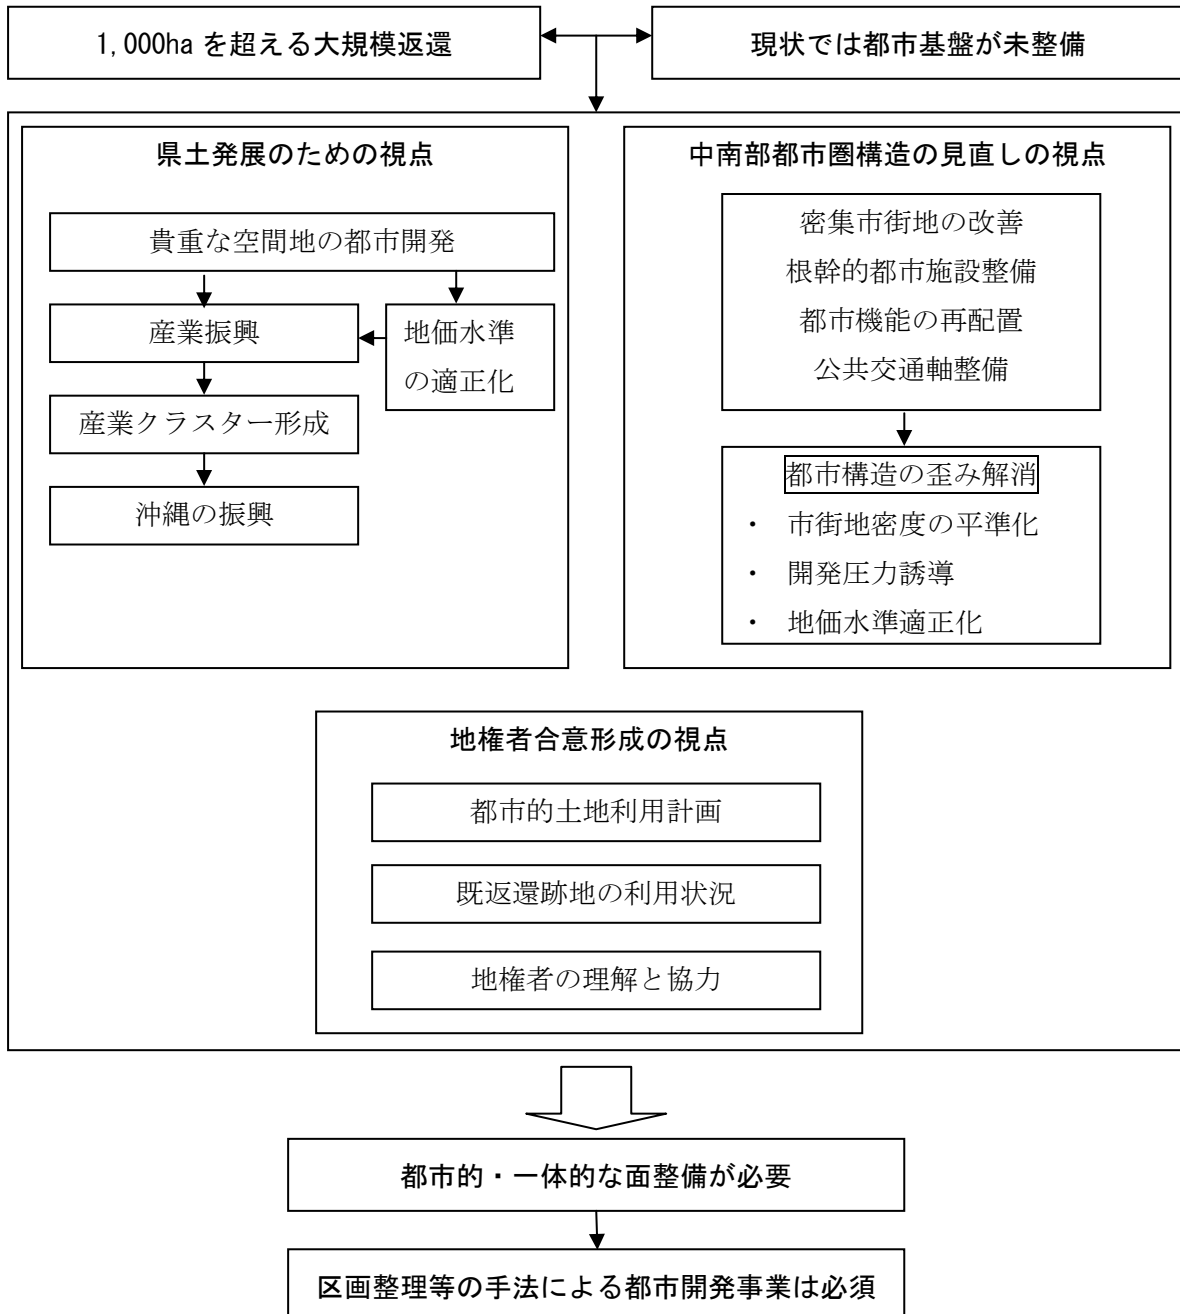 1,000ha を超える大規模返還
現状では都市基盤が未整備
県土発展のための視点
貴重な空間地の都市開発
産業振興
地価水準
の適正化
産業クラスター形成
沖縄の振興
中南部都市圏構造の見直しの視点
密集市街地の改善
根幹的都市施設整備
都市機能の再配置
公共交通軸整備
都市構造の歪み解消
・ 市街地密度の平準化
・ 開発圧力誘導
・ 地価水準適正化
地権者合意形成の視点
都市的土地利用計画
既返還跡地の利用状況
地権者の理解と協力
都市的・一体的な面整備が必要
区画整理等の手法による都市開発事業は必須